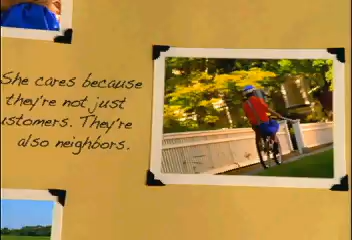 She cares because
they're not just
ustomers. They're
also neighbors.